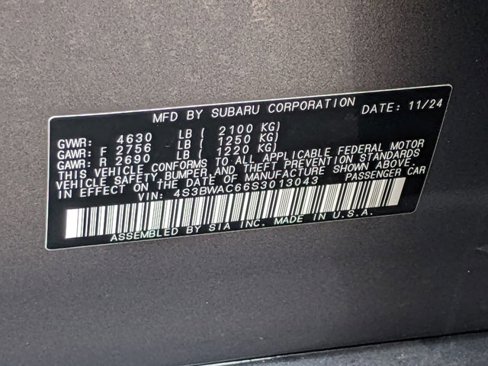 MFD BY SUBARU CORPORATION DATE: 11/24
GVWR: 4630 LB ( 2100 KG)
GAWR: F 2756 LB ( 1250 KG)
GAWR: R 2690 LB ( 1220 KG)
THIS VEHICLE CONFORMS TO ALL APPLICABLE FEDERAL MOTOR
VEHICLE SAFETY, BUMPER AND THEFT PREVENTION STANDARDS
IN EFFECT ON THE DATE OF MANUFACTURE SHOWN ABOVE.
VIN: 4S3BWAC66S3013043 PASSENGER CAR
ASSEMBLED BY SIA INC. MADE IN U.S.A.